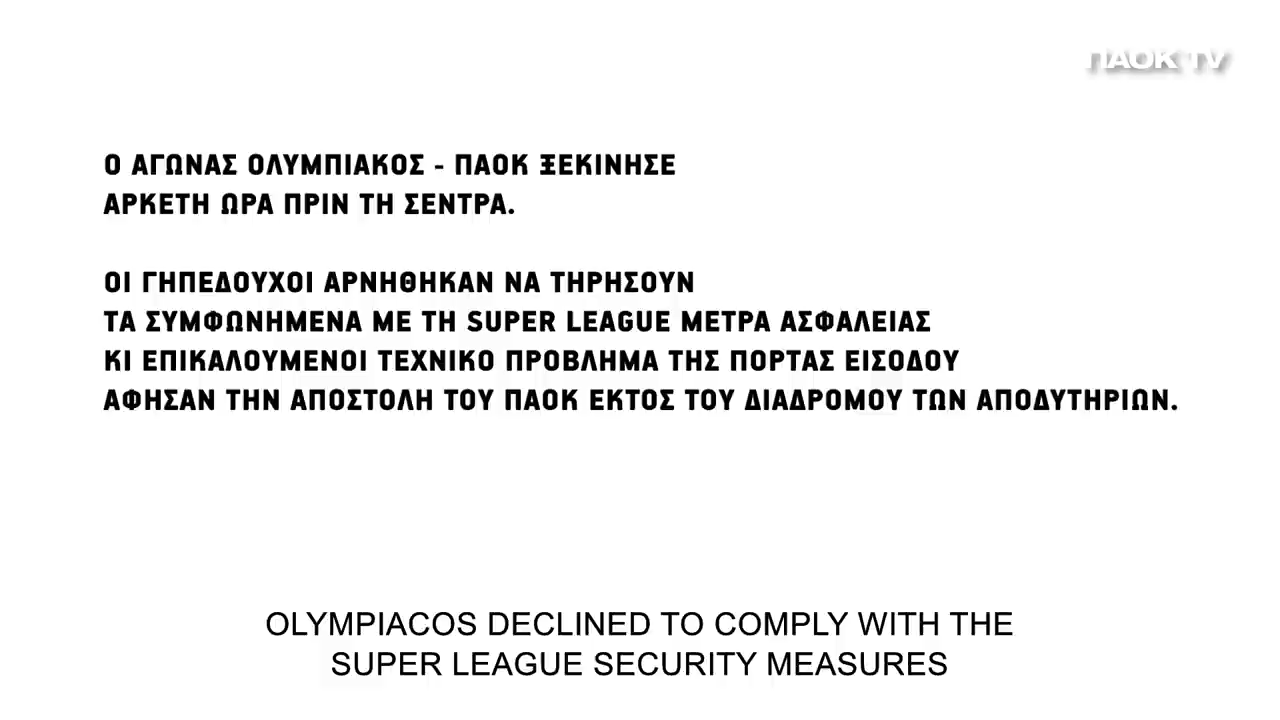 ΠΑΟΚ TV
Ο ΑΓΩΝΑΣ ΟΛΥΜΠΙΑΚΟΣ - ΠΑΟΚ ΞΕΚΙΝΗΣΕ
ΑΡΚΕΤΗ ΩΡΑ ΠΡΙΝ ΤΗ ΣΕΝΤΡΑ.
ΟΙ ΓΗΠΕΔΟΥΧΟΙ ΑΡΝΗΘΗΚΑΝ ΝΑ ΤΗΡΗΣΟΥΝ
ΤΑ ΣΥΜΦΩΝΗΜΕΝΑ ΜΕ ΤΗ SUPER LEAGUE ΜΕΤΡΑ ΑΣΦΑΛΕΙΑΣ
ΚΙ ΕΠΙΚΑΛΟΥΜΕΝΟΙ ΤΕΧΝΙΚΟ ΠΡΟΒΛΗΜΑ ΤΗΣ ΠΟΡΤΑΣ ΕΙΣΟΔΟΥ
ΑΦΗΣΑΝ ΤΗΝ ΑΠΟΣΤΟΛΗ ΤΟΥ ΠΑΟΚ ΕΚΤΟΣ ΤΟΥ ΔΙΑΔΡΟΜΟΥ ΤΩΝ ΑΠΟΔΥΤΗΡΙΩΝ.
OLYMPIACOS DECLINED TO COMPLY WITH THE
SUPER LEAGUE SECURITY MEASURES